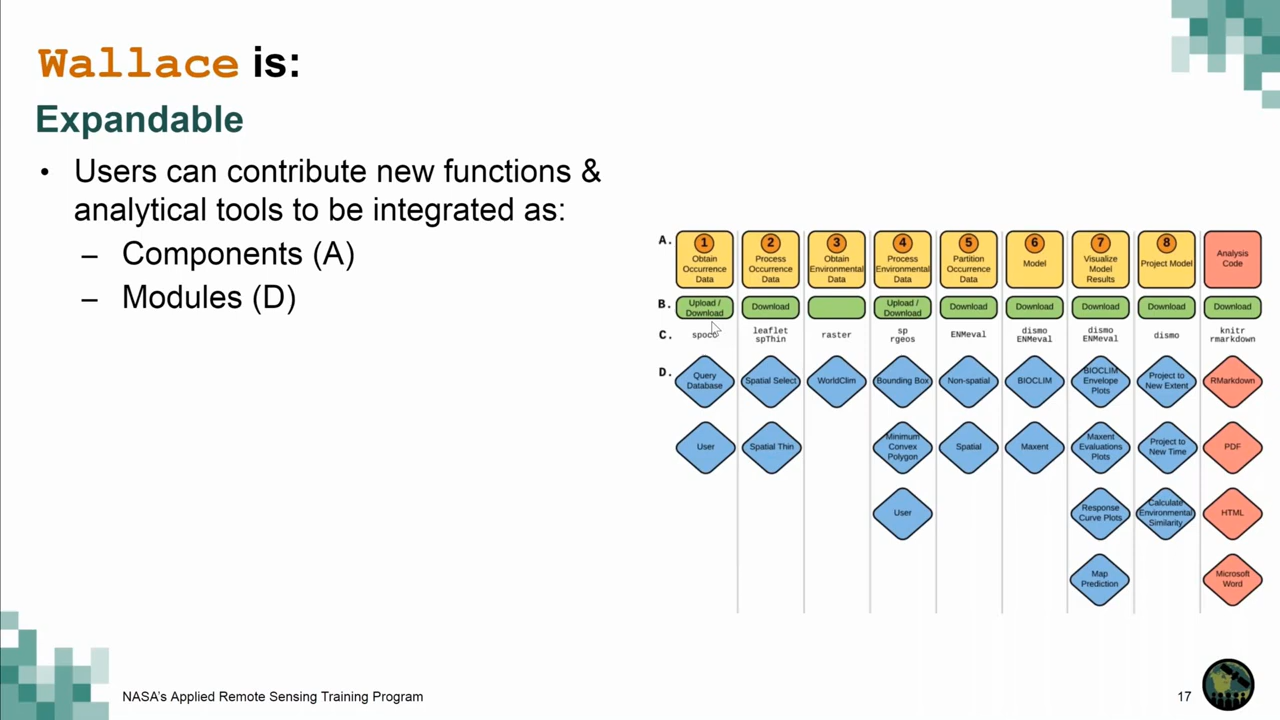 Wallace is:
Expandable
• Users can contribute new functions &
analytical tools to be integrated as:
– Components (A)
– Modules (D)
A.
1
Obtain
Occurrence
Data
2
Process
Occurrence
Data
3
Obtain
Environmental
Data
4
Process
Environmental
Data
5
Partition
Occurrence
Data
6
Model
7
Visualize
Model
Results
8
Project Model
Analysis
Code
B.
Upload /
Download
Download
Upload /
Download
Download
Download
Download
Download
Download
C.
leaflet
spThin
raster
sp
rgeos
ENMeval
dismo
ENMeval
dismo
ENMeval
dismo
knitr
rmarkdown
D.
Query
Database
Spatial Select
WorldClim
Bounding Box
Non-spatial
BIOCLIM
BIOCLIM
Envelope
Plots
Project to
New Extent
RMarkdown
User
Spatial Thin
Minimum
Convex
Polygon
Spatial
Maxent
Maxent
Evaluations
Plots
Project to
New Time
PDF
User
Response
Curve Plots
Calculate
Environmental
Similarity
HTML
Map
Prediction
Microsoft
Word
NASA's Applied Remote Sensing Training Program
17